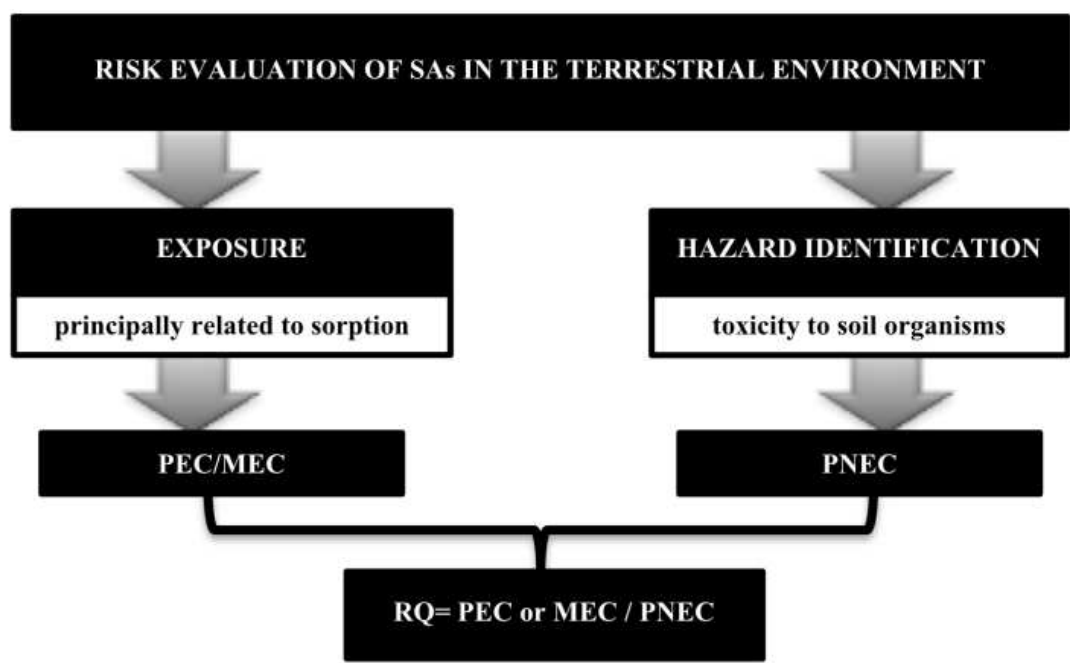 RISK EVALUATION OF SAs IN THE TERRESTRIAL ENVIRONMENT
EXPOSURE
principally related to sorption
HAZARD IDENTIFICATION
toxicity to soil organisms
PEC/MEC
PNEC
RQ= PEC or MEC / PNEC